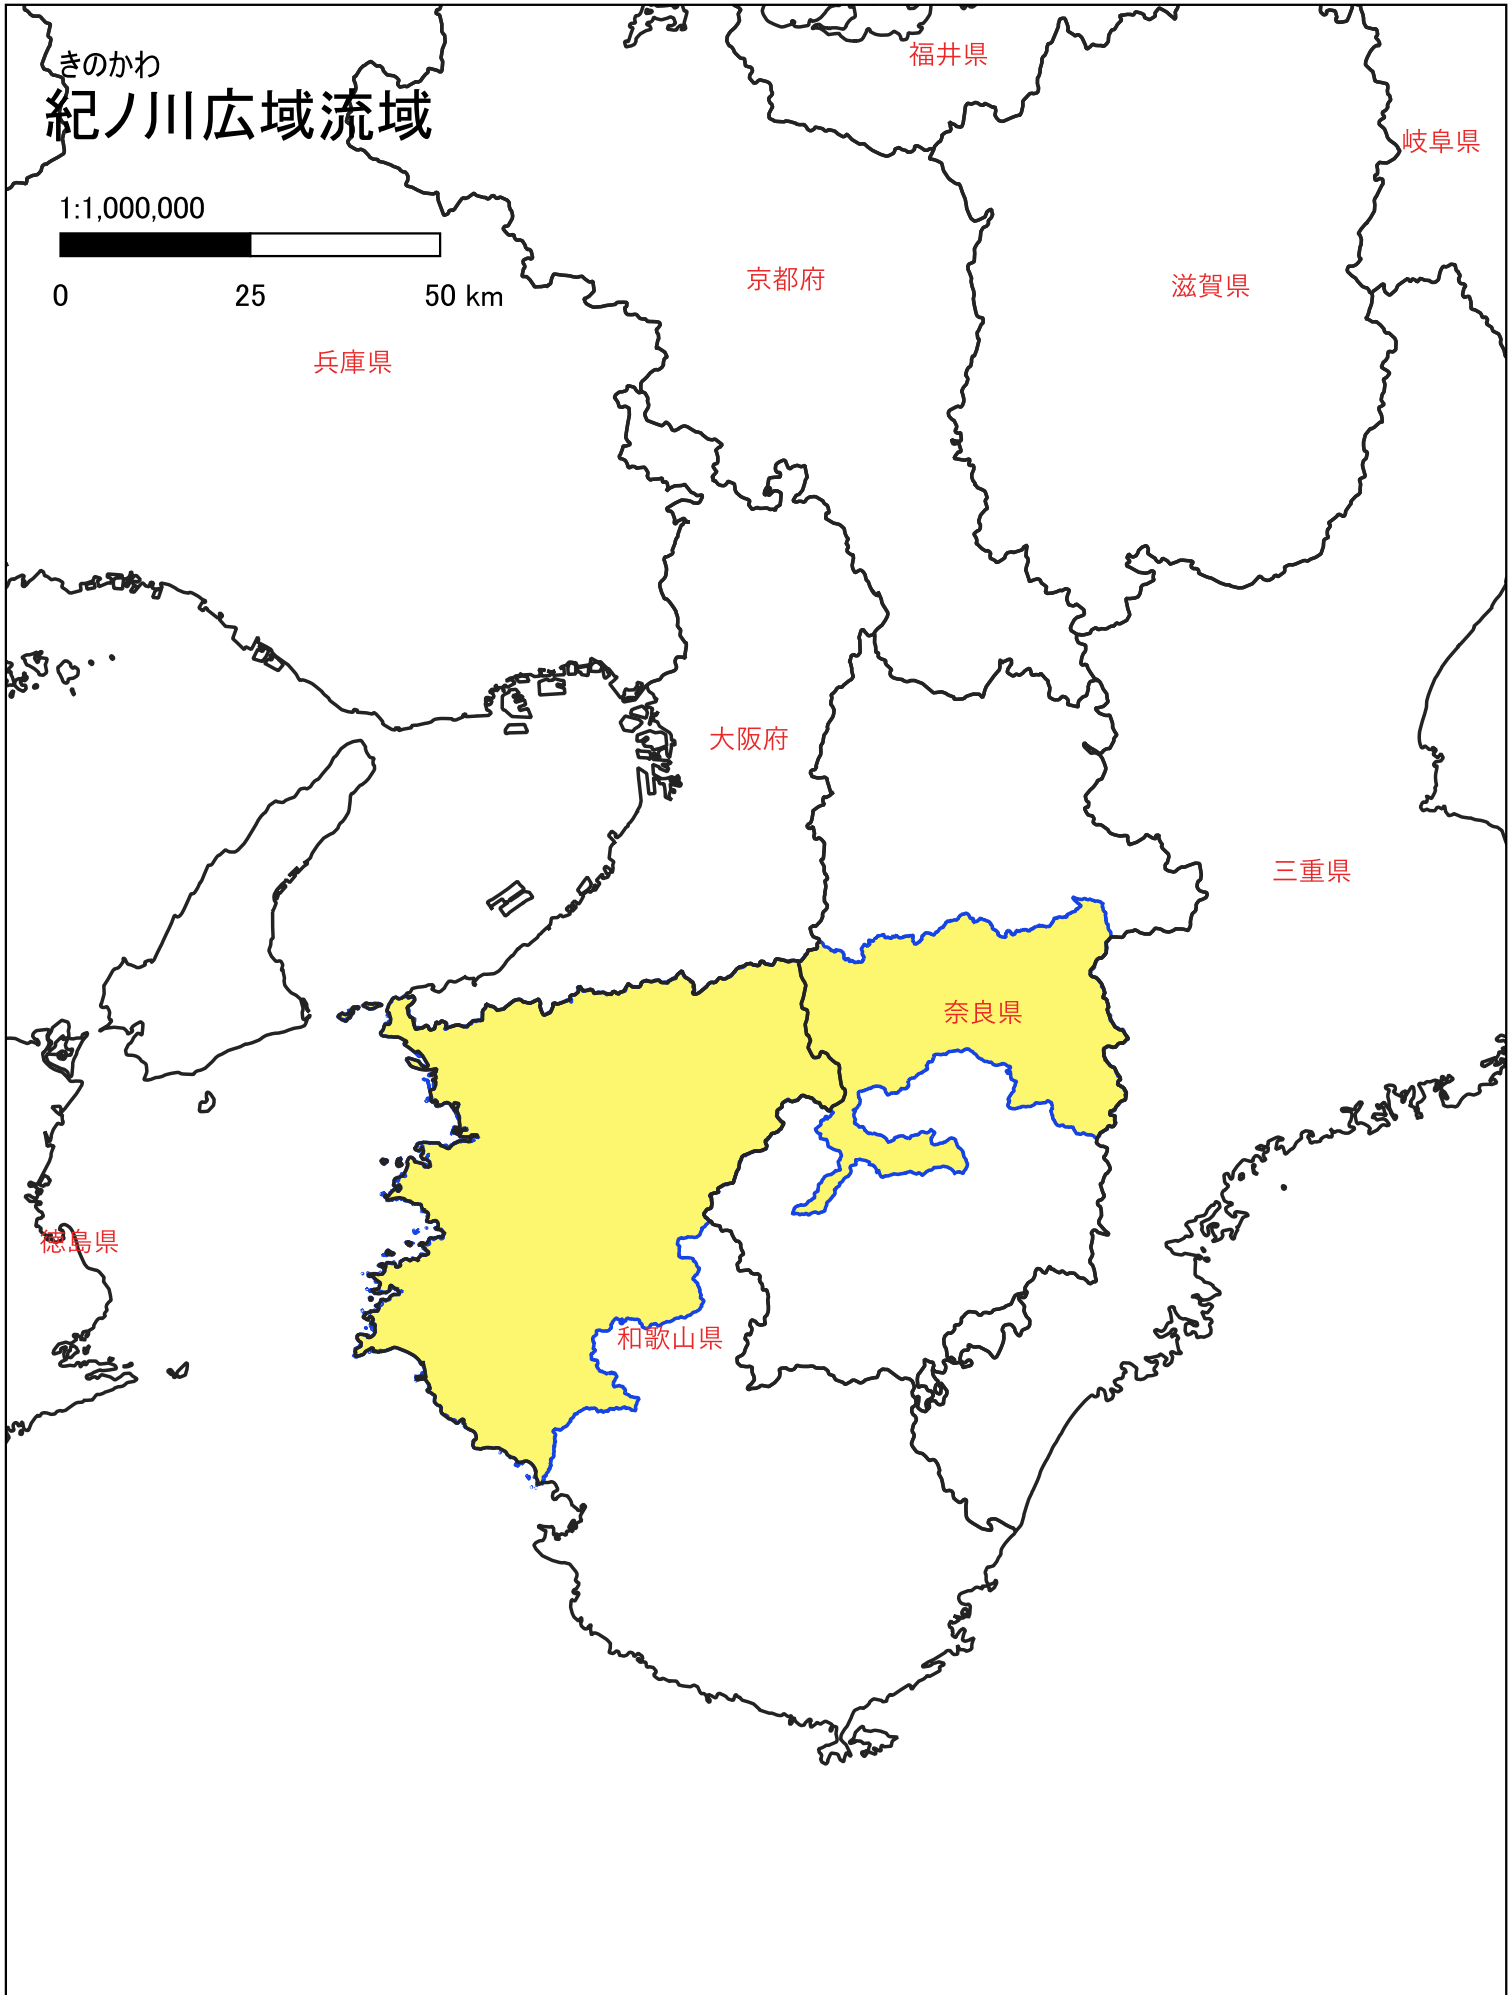 きのかわ
紀ノ川広域流域
1:1,000,000
0 25 50 km
福井県
岐阜県
京都府
滋賀県
兵庫県
大阪府
三重県
奈良県
徳島県
和歌山県